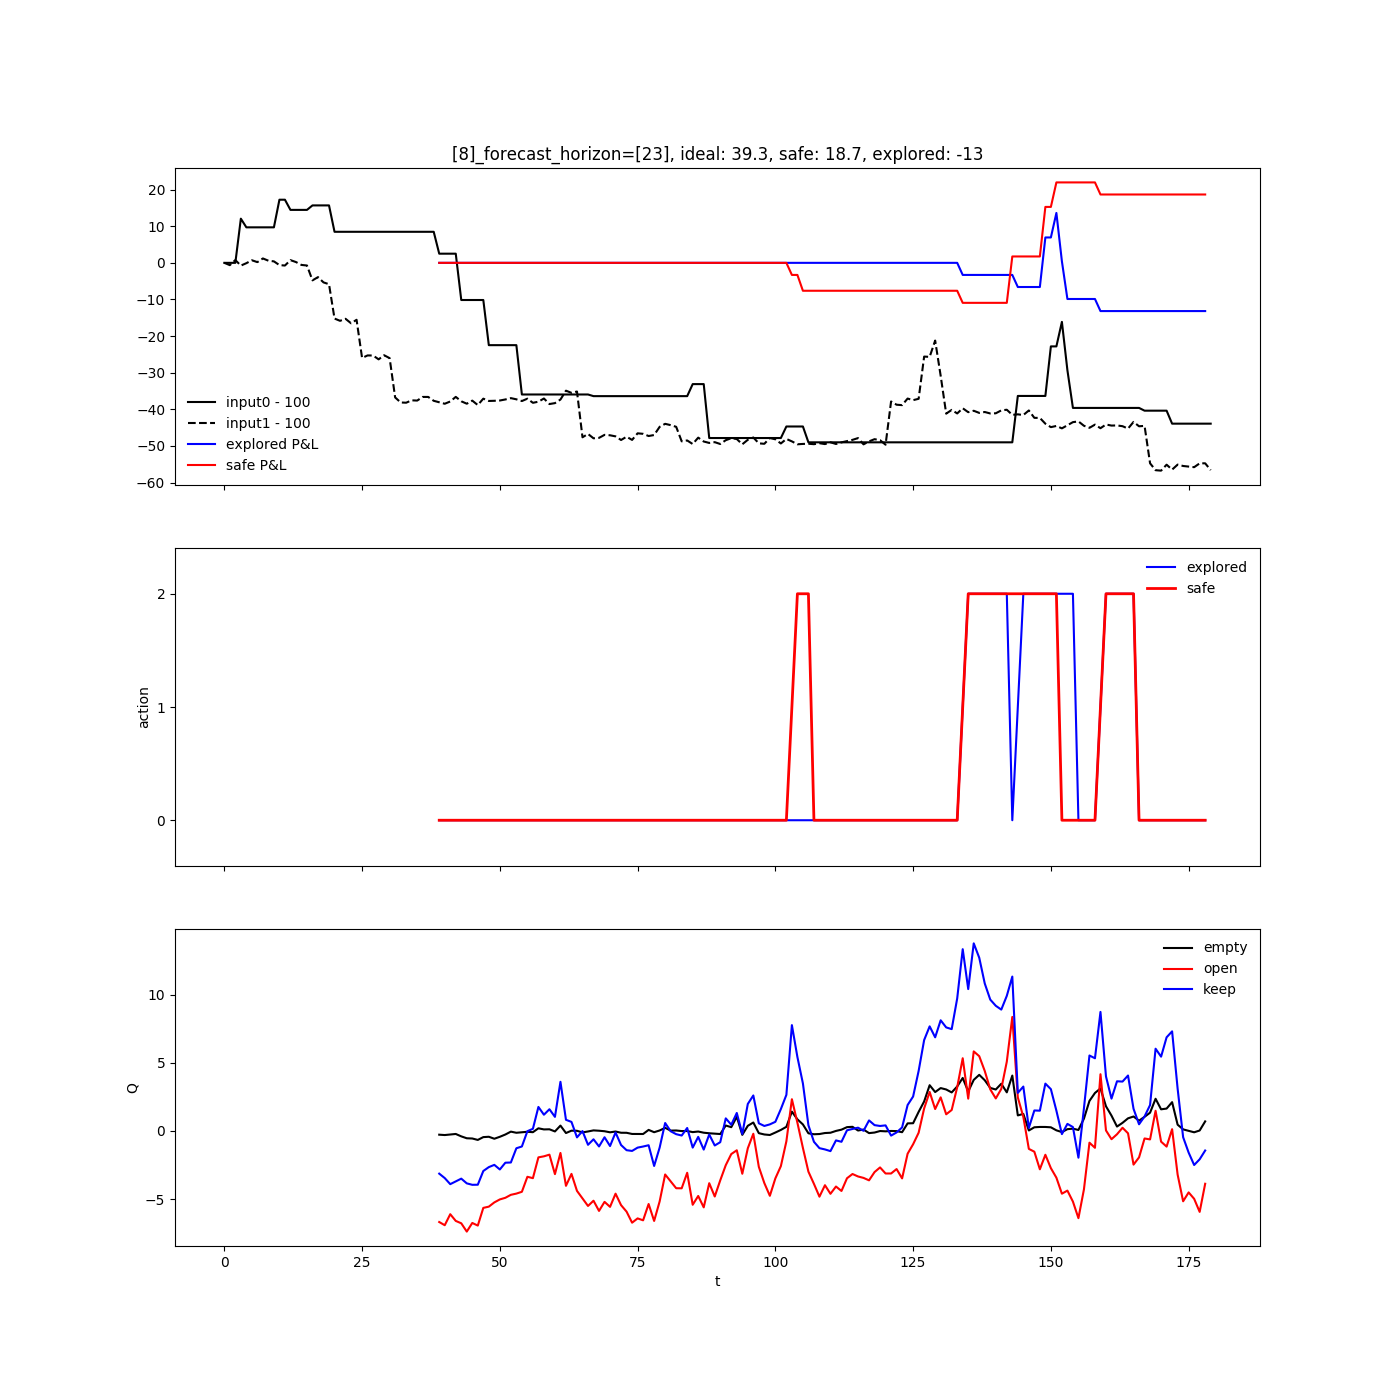 [8]_forecast_horizon=[23], ideal: 39.3, safe: 18.7, explored: -13
20
10
0
−10
−20
−30
−40
−50
−60
input0 - 100
input1 - 100
explored P&L
safe P&L
action
2
1
0
explored
safe
Q
10
5
0
−5
empty
open
keep
0 25 50 75 100 125 150 175
t